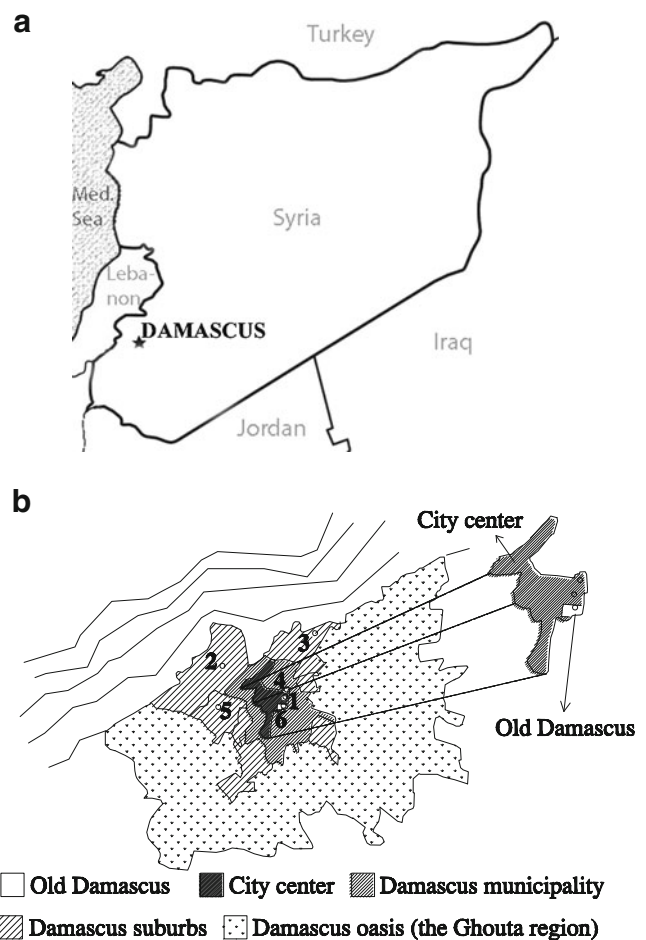 a
Turkey
Med.
Sea
Syria
Leba-
non
DAMASCUS
Iraq
Jordan
b
City center
3
2
4
1
5
6
Old Damascus
Old Damascus City center Damascus municipality
Damascus suburbs Damascus oasis (the Ghouta region)